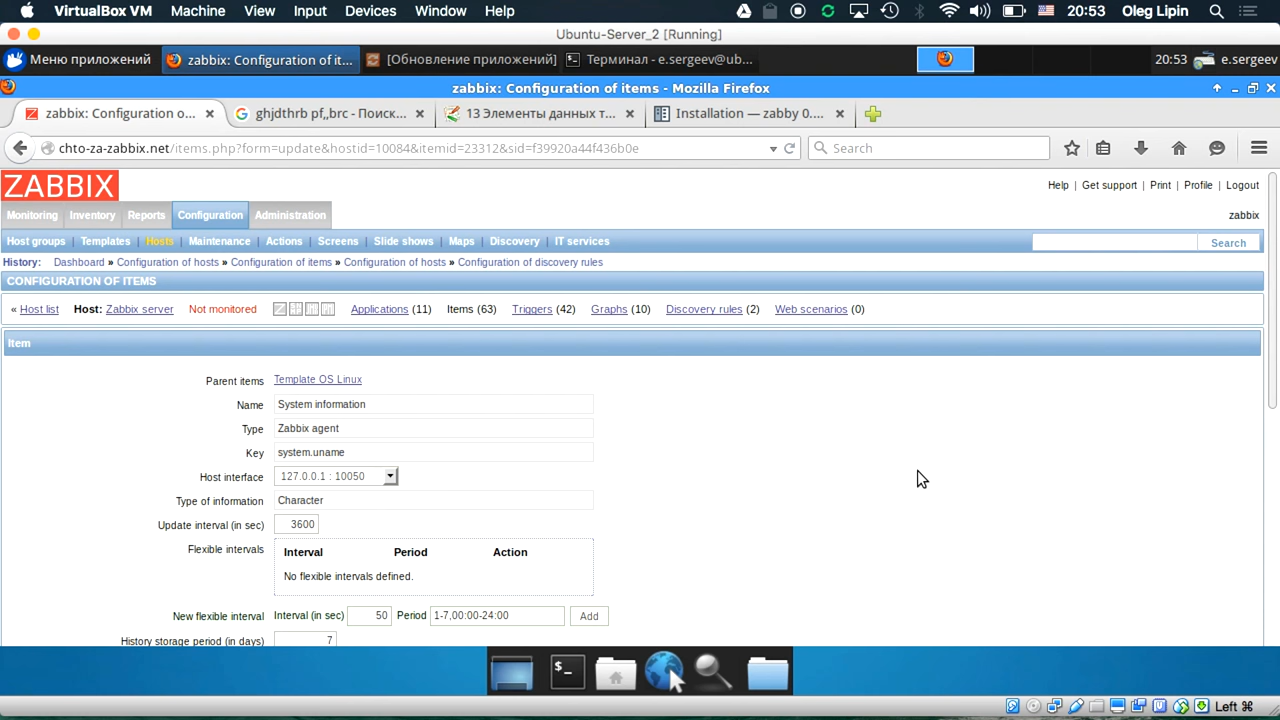 VirtualBox VM Machine View Input Devices Window Help 20:53 Oleg Lipin
Ubuntu-Server_2 [Running]
Меню приложений zabbix: Configuration of it... [Обновление приложений] Терминал - e.sergeev@ub... 20:53 e.sergeev
zabbix: Configuration of items - Mozilla Firefox
zabbix: Configuration o... ghjdthrb pf,,brc - Поиск... 13 Элементы данных т... Installation — zabby 0....
chto-za-zabbix.net/items.php?form=update&hostid=10084&itemid=23312&sid=f39920a44f436b0e Search
ZABBIX Help | Get support | Print | Profile | Logout
Monitoring Inventory Reports Configuration Administration zabbix
Host groups | Templates | Hosts | Maintenance | Actions | Screens | Slide shows | Maps | Discovery | IT services Search
History: Dashboard » Configuration of hosts » Configuration of items » Configuration of hosts » Configuration of discovery rules
CONFIGURATION OF ITEMS
« Host list Host: Zabbix server Not monitored Applications (11) Items (63) Triggers (42) Graphs (10) Discovery rules (2) Web scenarios (0)
Item
Parent items Template OS Linux
Name System information
Type Zabbix agent
Key system.uname
Host interface 127.0.0.1 : 10050
Type of information Character
Update interval (in sec) 3600
Flexible intervals Interval Period Action
No flexible intervals defined.
New flexible interval Interval (in sec) 50 Period 1-7,00:00-24:00 Add
History storage period (in days) 7
Left ⌘